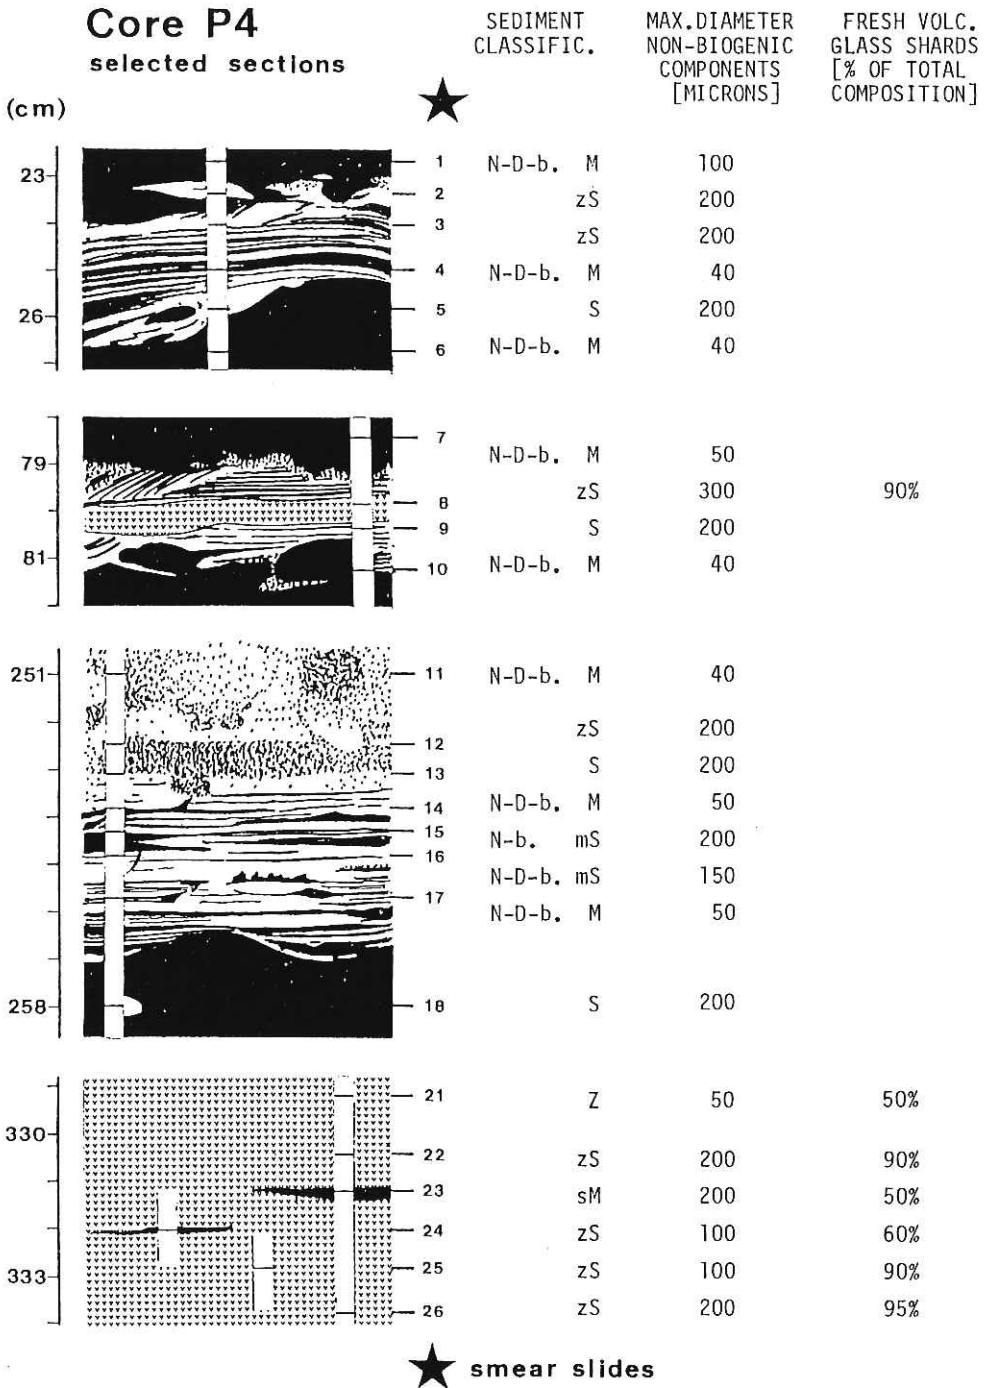 Core P4
selected sections
(cm)
SEDIMENT CLASSIFIC.
MAX.DIAMETER NON-BIOGENIC COMPONENTS [MICRONS]
FRESH VOLC. GLASS SHARDS [% OF TOTAL COMPOSITION]
23
26
1 N-D-b. M 100
2 zS 200
3 zS 200
4 N-D-b. M 40
5 S 200
6 N-D-b. M 40
79
81
7 N-D-b. M 50
8 zS 300 90%
9 S 200
10 N-D-b. M 40
251
258
11 N-D-b. M 40
12 zS 200
13 S 200
14 N-D-b. M 50
15 N-b. mS 200
16 N-D-b. mS 150
17 N-D-b. M 50
18 S 200
330
333
21 Z 50 50%
22 zS 200 90%
23 sM 200 50%
24 zS 100 60%
25 zS 100 90%
26 zS 200 95%
smear slides